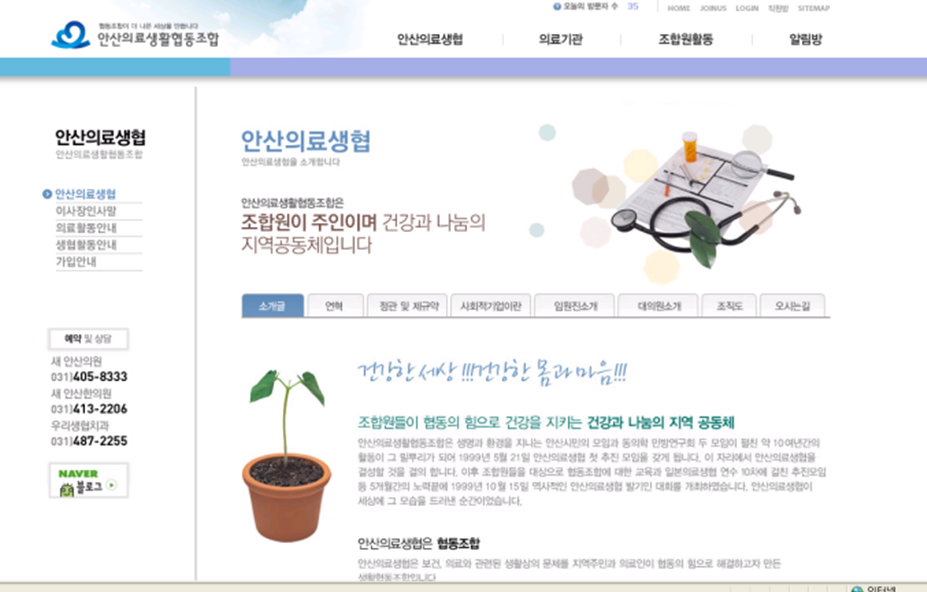 오늘의 방문자 수 35 HOME JOINUS LOGIN 직원방 SITEMAP
협동조합이 더 나은 세상을 만듭니다
안산의료생활협동조합
안산의료생협 의료기관 조합원활동 알림방
안산의료생협
안산의료생활협동조합
안산의료생협
이사장인사말
의료활동안내
생협활동안내
가입안내
예약 및 상담
새 안산의원
031)405-8333
새 안산한의원
031)413-2206
우리생협치과
031)487-2255
NAVER
블로그
안산의료생협
안산의료생협을 소개합니다
안산의료생활협동조합은
조합원이 주인이며 건강과 나눔의
지역공동체입니다
소개글 연혁 정관 및 제규약 사회적기업이란 임원진소개 대의원소개 조직도 오시는길
건강한 세상 !!!건강한 몸과 마음!!!
조합원들이 협동의 힘으로 건강을 지키는 건강과 나눔의 지역 공동체
안산의료생활협동조합은 생명과 환경을 지니는 안산시민의 모임과 동의학 민방연구회 두 모임이 펼친 약 10여년간의
활동이 그 밑뿌리가 되어 1999년 5월 21일 안산의료생협 첫 추진 모임을 갖게 됩니다. 이 자리에서 안산의료생협을
결성할 것을 결의 합니다. 이후 조합원들을 대상으로 협동조합에 대한 교육과 일본의료생협 연수 10차에 걸친 추진모임
등 5개월간의 노력끝에 1999년 10월 15일 역사적인 안산의료생협 발기인 대회를 개최하였습니다. 안산의료생협이
세상에 그 모습을 드러낸 순간이었습니다.
안산의료생협은 협동조합
안산의료생협은 보건, 의료와 관련된 생활상의 문제를 지역주민과 의료인이 협동의 힘으로 해결하고자 만든
생활협동조합입니다
인터넷